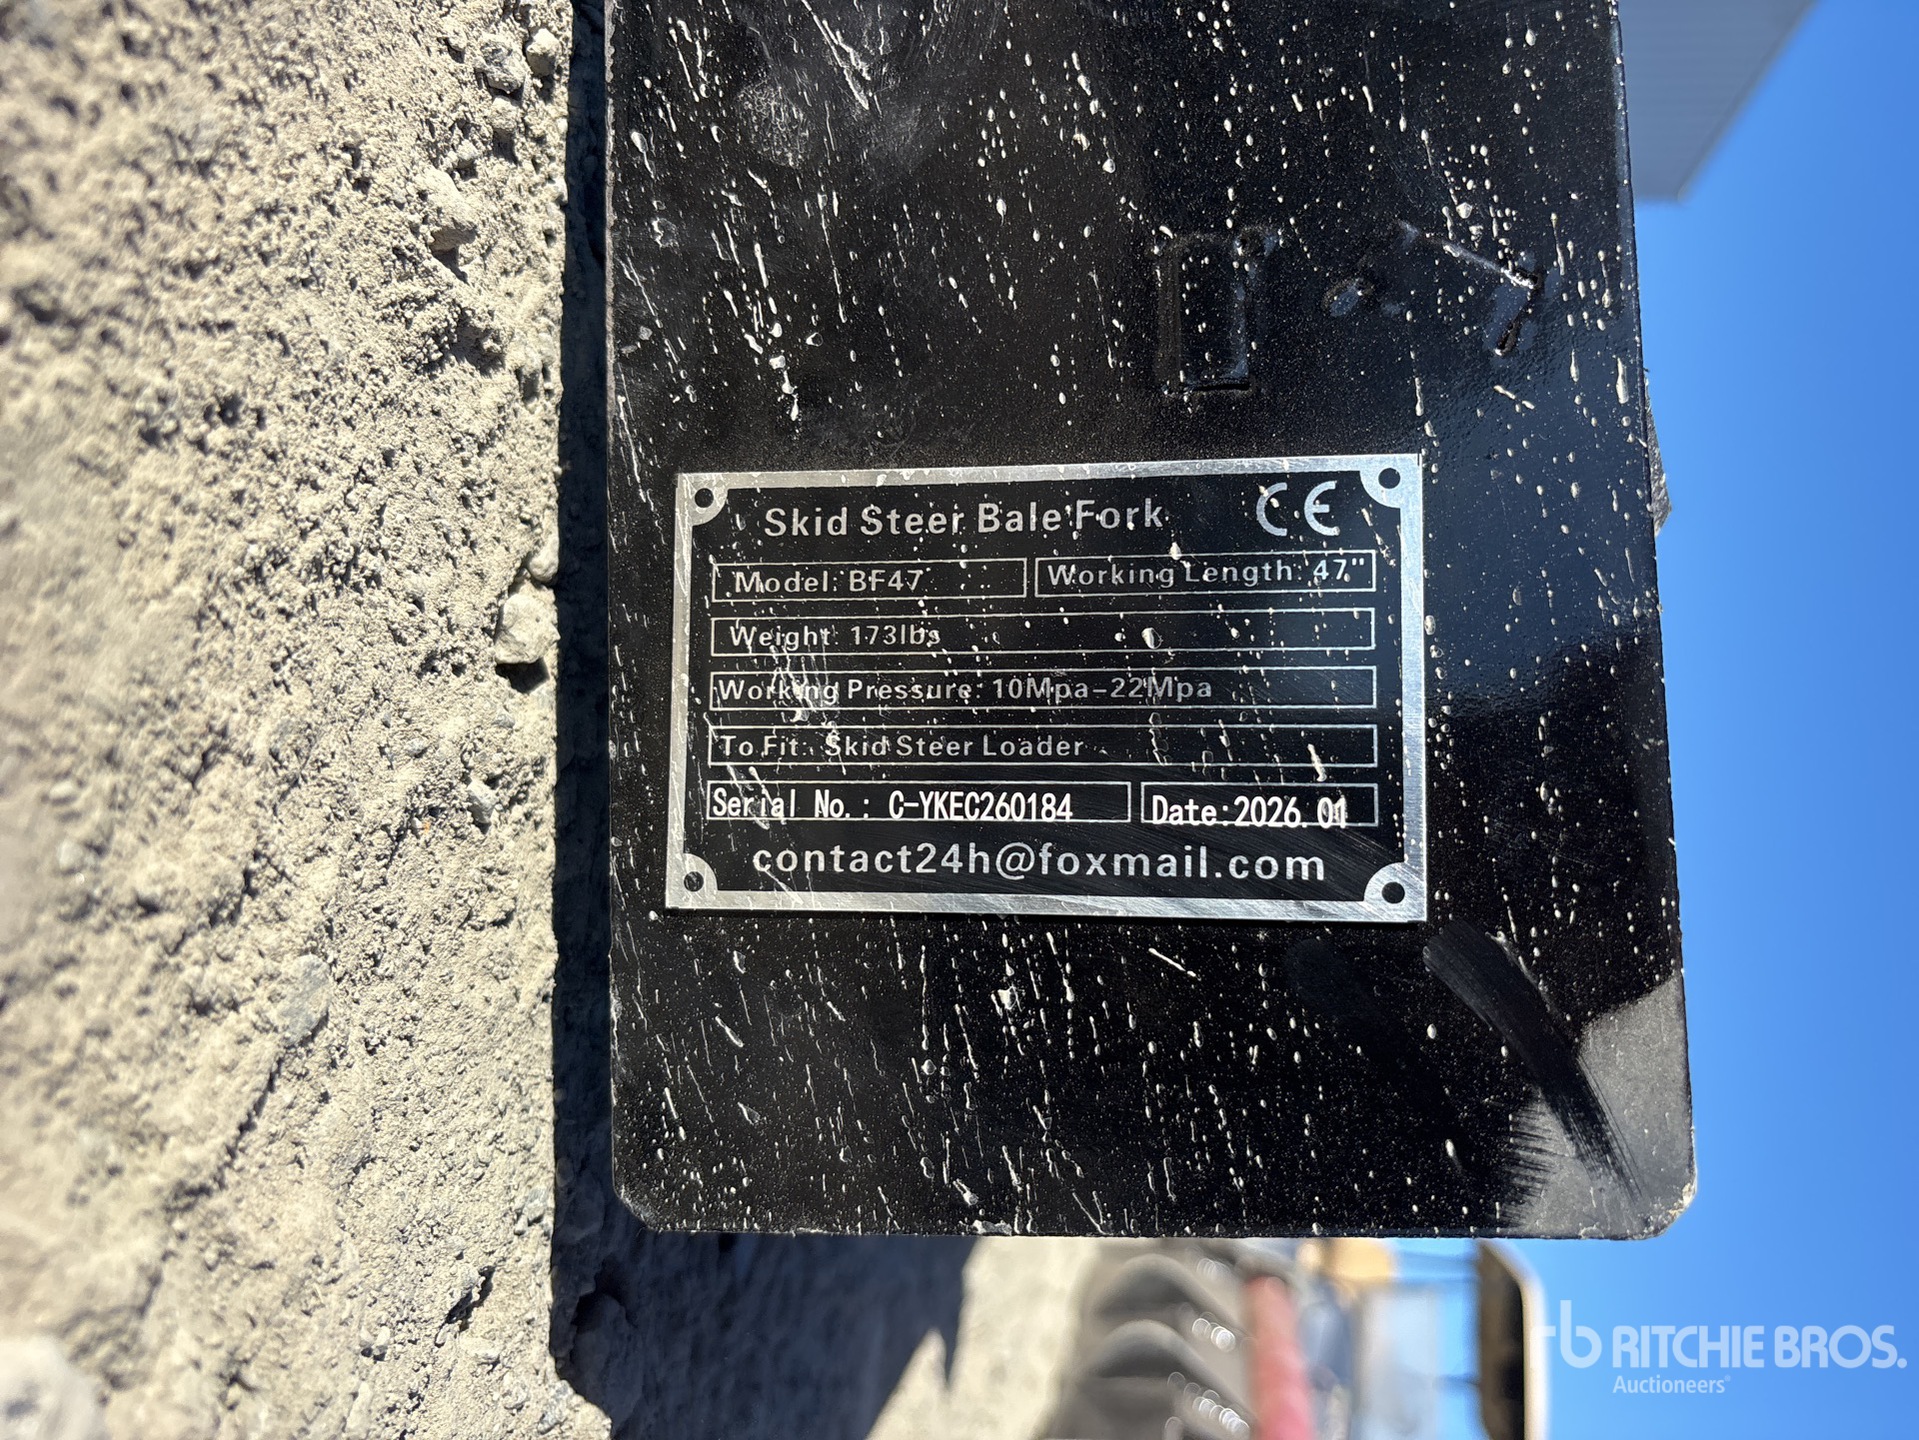 Skid Steer Bale Fork CE
Model: BF47 Working Length: 47"
Weight: 173lbs
Working Pressure: 10Mpa-22Mpa
To Fit: Skid Steer Loader
Serial No.: C-YKEC260184 Date:2026.01
contact24h@foxmail.com
rb RITCHIE BROS.
Auctioneers